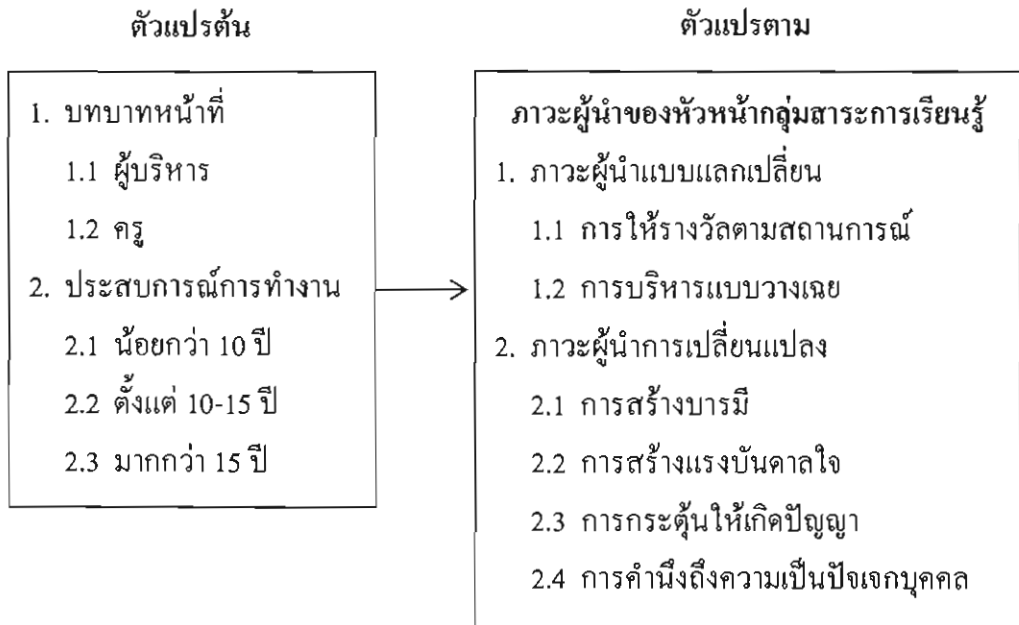 ตัวแปรต้น
1. บทบาทหน้าที่
1.1 ผู้บริหาร
1.2 ครู
2. ประสบการณ์การทำงาน
2.1 น้อยกว่า 10 ปี
2.2 ตั้งแต่ 10-15 ปี
2.3 มากกว่า 15 ปี
ตัวแปรตาม
ภาวะผู้นำของหัวหน้ากลุ่มสาระการเรียนรู้
1. ภาวะผู้นำแบบแลกเปลี่ยน
1.1 การให้รางวัลตามสถานการณ์
1.2 การบริหารแบบวางเฉย
2. ภาวะผู้นำการเปลี่ยนแปลง
2.1 การสร้างบารมี
2.2 การสร้างแรงบันดาลใจ
2.3 การกระตุ้นให้เกิดปัญญา
2.4 การคำนึงถึงความเป็นปัจเจกบุคคล